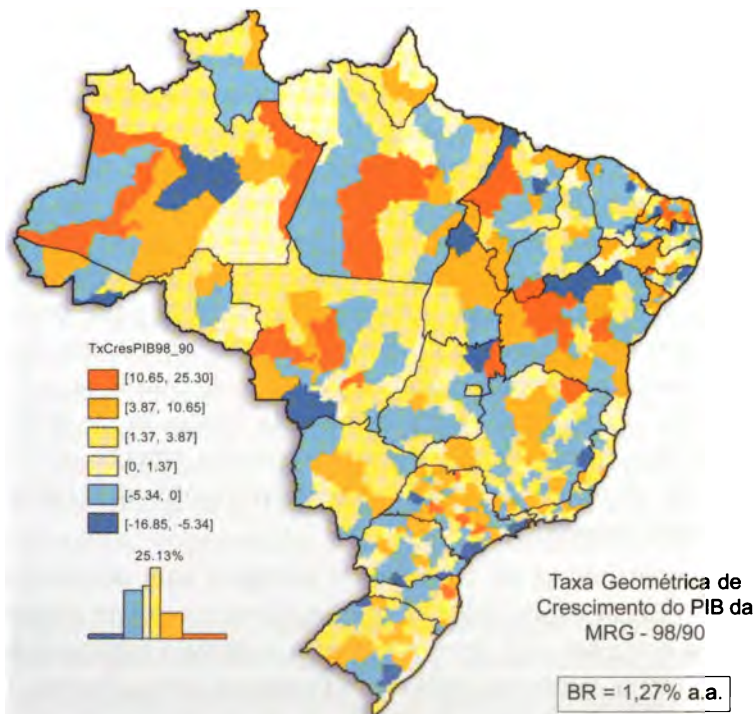 TxCresPIB98_90
[10.65, 25.30]
[3.87, 10.65]
[1.37, 3.87]
[0, 1.37]
[-5.34, 0]
[-16.85, -5.34]
25.13%
Taxa Geométrica de
Crescimento do PIB da
MRG - 98/90
BR = 1,27% a.a.